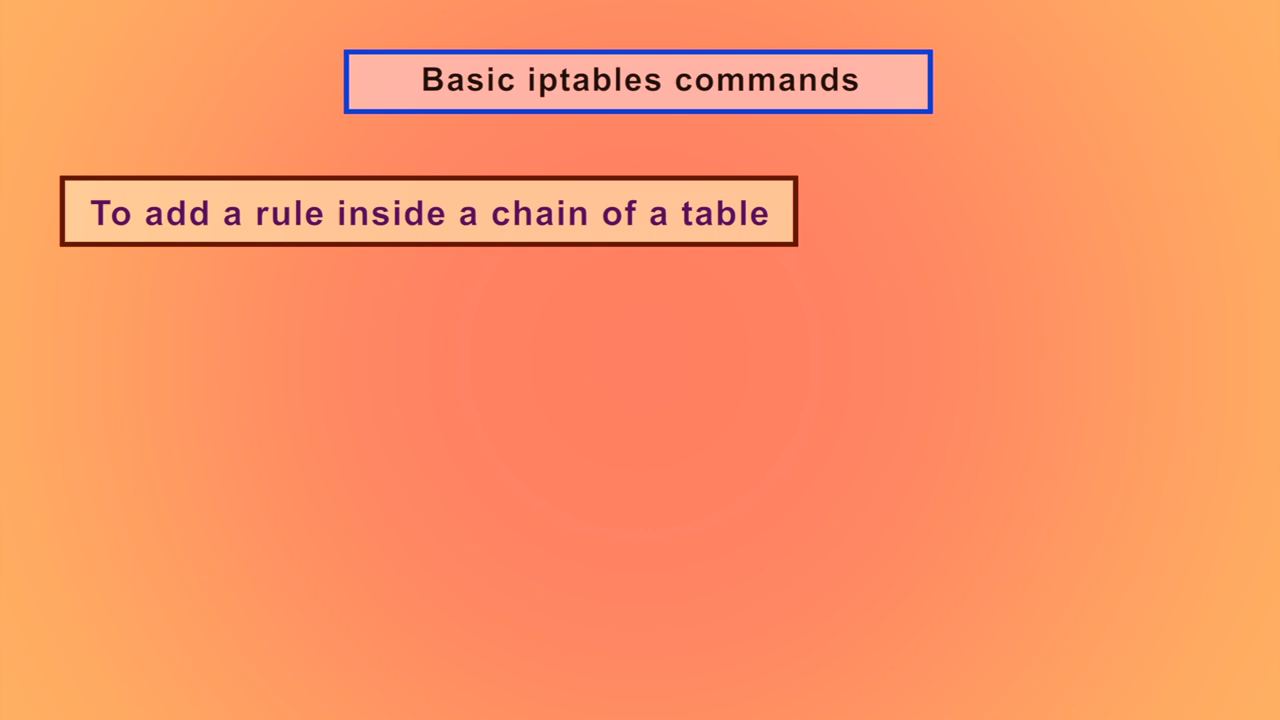 Basic iptables commands
To add a rule inside a chain of a table